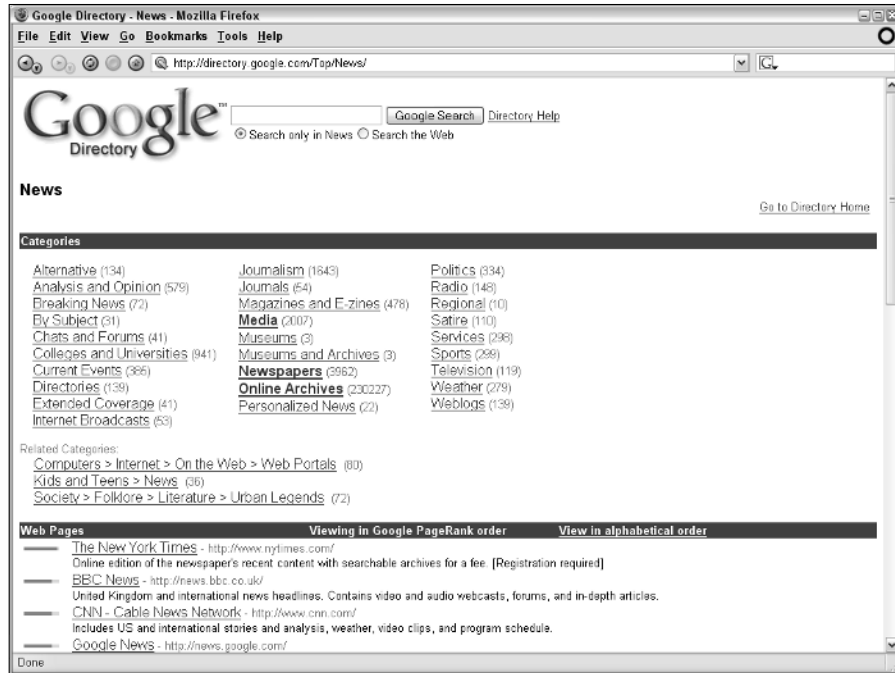 Google Directory - News - Mozilla Firefox
File Edit View Go Bookmarks Tools Help
http://directory.google.com/Top/News/
G
Google™
Directory
Google Search Directory Help
Search only in News Search the Web
News
Go to Directory Home
Categories
Alternative (134) Journalism (1643) Politics (334)
Analysis and Opinion (579) Journals (54) Radio (148)
Breaking News (72) Magazines and E-zines (478) Regional (10)
By Subject (31) Media (2007) Satire (110)
Chats and Forums (41) Museums (3) Services (298)
Colleges and Universities (941) Museums and Archives (3) Sports (299)
Current Events (386) Newspapers (3962) Television (119)
Directories (139) Online Archives (230227) Weather (279)
Extended Coverage (41) Personalized News (22) Weblogs (139)
Internet Broadcasts (53)
Related Categories:
Computers > Internet > On the Web > Web Portals (80)
Kids and Teens > News (36)
Society > Folklore > Literature > Urban Legends (72)
Web Pages Viewing in Google PageRank order View in alphabetical order
The New York Times - http://www.nytimes.com/
Online edition of the newspaper's recent content with searchable archives for a fee. [Registration required]
BBC News - http://news.bbc.co.uk/
United Kingdom and international news headlines. Contains video and audio webcasts, forums, and in-depth articles.
CNN - Cable News Network - http://www.cnn.com/
Includes US and international stories and analysis, weather, video clips, and program schedule.
Google News - http://news.google.com/
Done